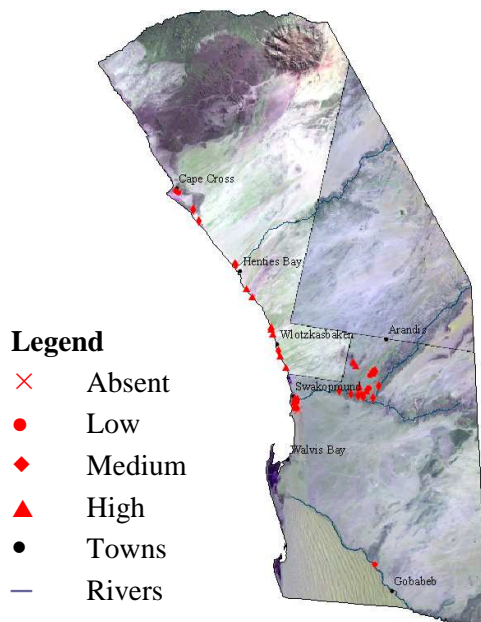 Cape Cross
Henties Bay
Wlotzkasbaken
Arandis
Swakopmund
Walvis Bay
Gobabeb
Legend
Absent
Low
Medium
High
Towns
Rivers